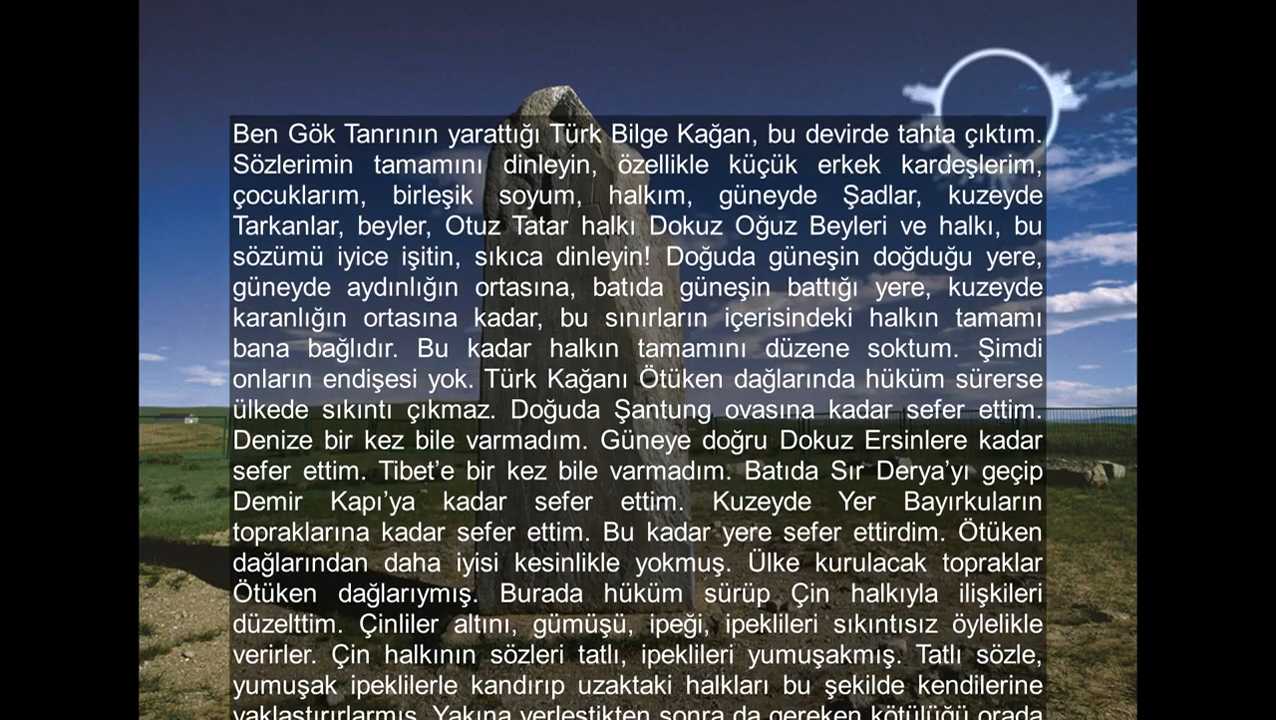 Ben Gök Tanrının yarattığı Türk Bilge Kağan, bu devirde tahta çıktım.
Sözlerimin tamamını dinleyin, özellikle küçük erkek kardeşlerim,
çocuklarım, birleşik soyum, halkım, güneyde Şadlar, kuzeyde
Tarkanlar, beyler, Otuz Tatar halkı Dokuz Oğuz Beyleri ve halkı, bu
sözümü iyice işitin, sıkıca dinleyin! Doğuda güneşin doğduğu yere,
güneyde aydınlığın ortasına, batıda güneşin battığı yere, kuzeyde
karanlığın ortasına kadar, bu sınırların içerisindeki halkın tamamı
bana bağlıdır. Bu kadar halkın tamamını düzene soktum. Şimdi
onların endişesi yok. Türk Kağanı Ötüken dağlarında hüküm sürerse
ülkede sıkıntı çıkmaz. Doğuda Şantung ovasına kadar sefer ettim.
Denize bir kez bile varmadım. Güneye doğru Dokuz Ersinlere kadar
sefer ettim. Tibet’e bir kez bile varmadım. Batıda Sır Derya’yı geçip
Demir Kapı’ya kadar sefer ettim. Kuzeyde Yer Bayırkuların
topraklarına kadar sefer ettim. Bu kadar yere sefer ettirdim. Ötüken
dağlarından daha iyisi kesinlikle yokmuş. Ülke kurulacak topraklar
Ötüken dağlarıymış. Burada hüküm sürüp Çin halkıyla ilişkileri
düzelttim. Çinliler altını, gümüşü, ipeği, ipeklileri sıkıntısız öylelikle
verirler. Çin halkının sözleri tatlı, ipeklileri yumuşakmış. Tatlı sözle,
yumuşak ipeklilerle kandırıp uzaktaki halkları bu şekilde kendilerine
yaklaştırırlarmış. Yakına yerleştikten sonra da gereken kötülüğü orada